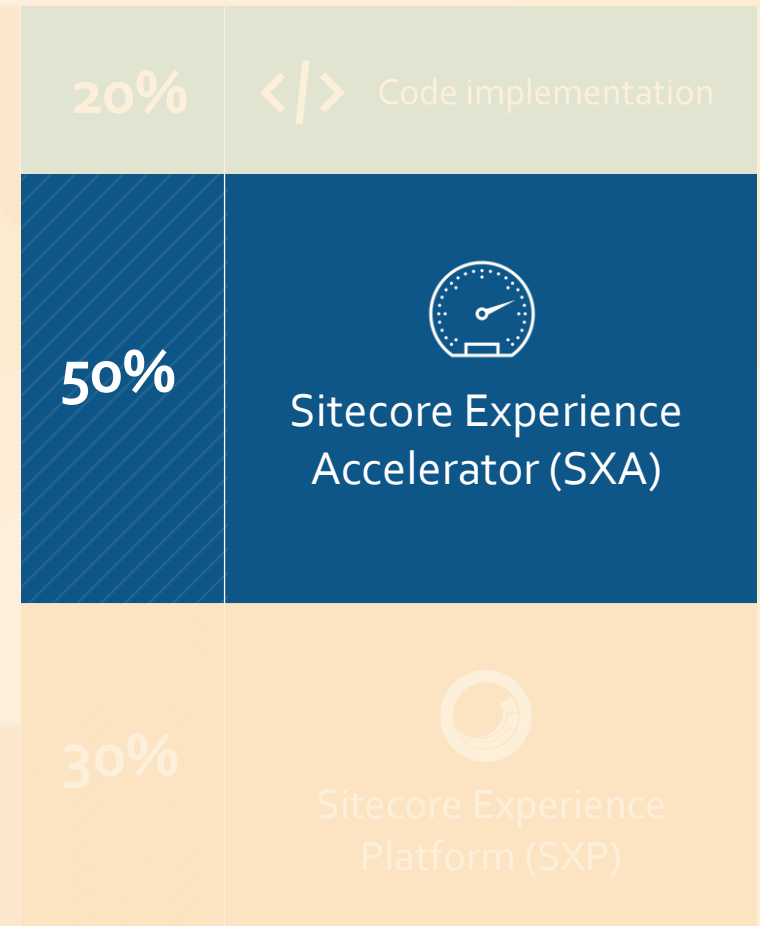 20%
</> Code implementation
50%
Sitecore Experience
Accelerator (SXA)
30%
Sitecore Experience
Platform (SXP)